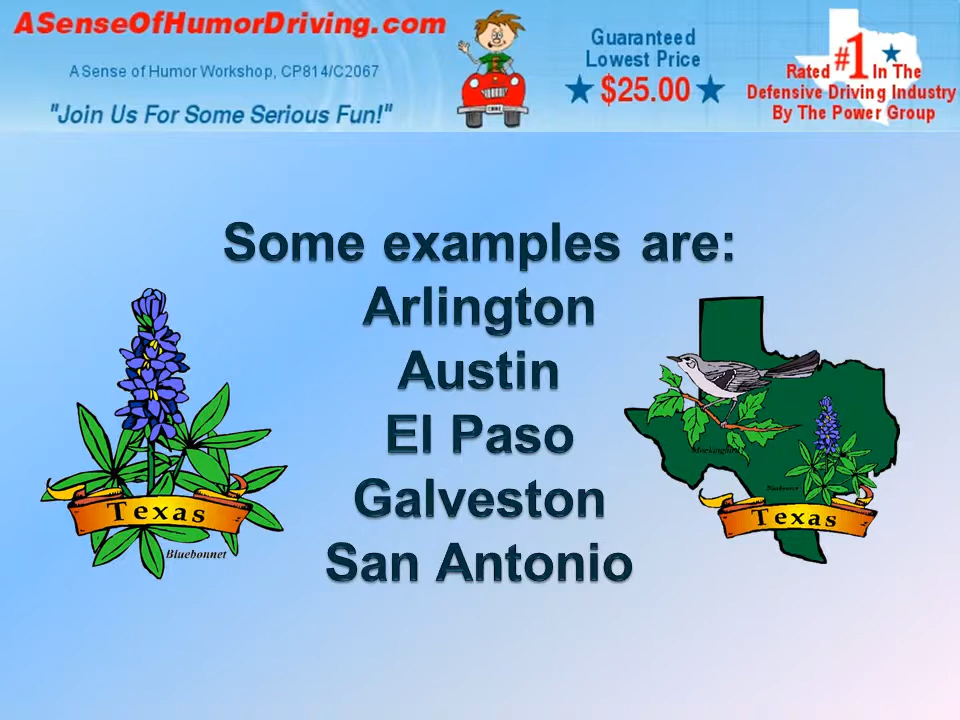 ASenseOfHumorDriving.com
A Sense of Humor Workshop, CP814/C2067
"Join Us For Some Serious Fun!"
Guaranteed
Lowest Price
$25.00
Rated #1 In The
Defensive Driving Industry
By The Power Group
Some examples are:
Arlington
Austin
El Paso
Galveston
San Antonio
Texas
Bluebonnet
Mockingbird
Bluebonnet
Texas